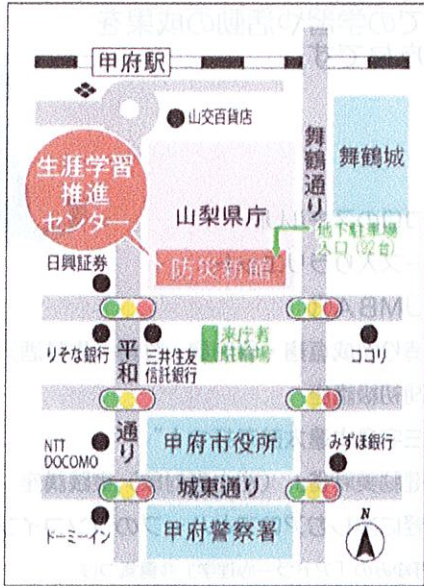 甲府駅
山交百貨店
舞鶴通り
舞鶴城
生涯学習
推進
センター
山梨県庁
地下駐車場
入口(92台)
防災新館
日興証券
りそな銀行
平和通り
三井住友
信託銀行
来庁者
駐輪場
ココリ
NTT
DOCOMO
甲府市役所
みずほ銀行
城東通り
ドーミーイン
甲府警察署
N